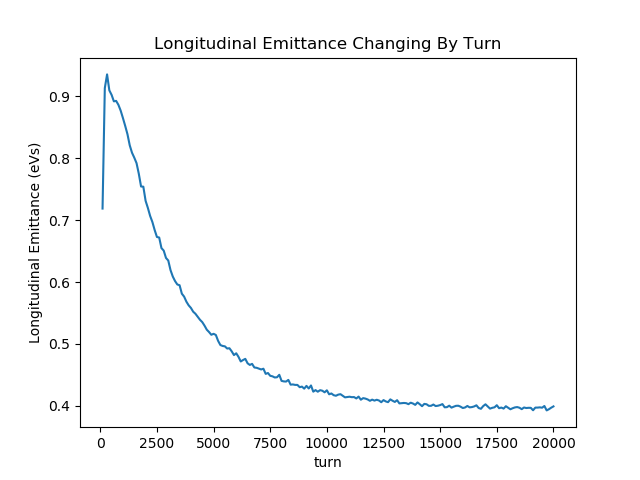 Longitudinal Emittance Changing By Turn
Longitudinal Emittance (eVs)
0.9
0.8
0.7
0.6
0.5
0.4
0 2500 5000 7500 10000 12500 15000 17500 20000
turn